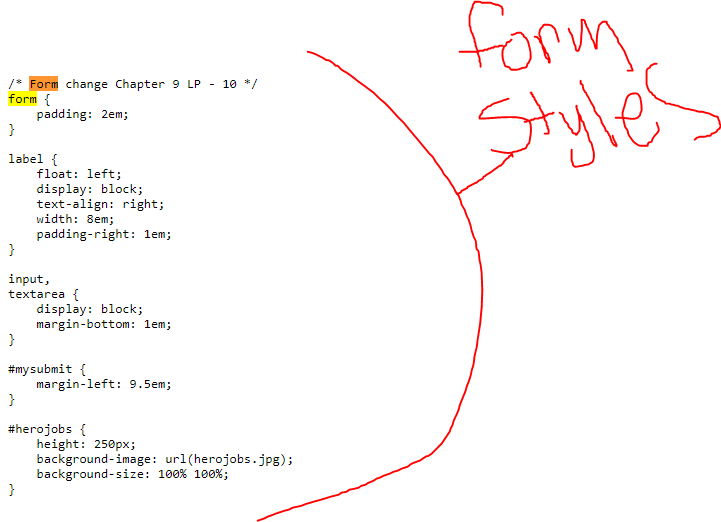 form
styles
/* Form change Chapter 9 LP - 10 */
form {
    padding: 2em;
}

label {
    float: left;
    display: block;
    text-align: right;
    width: 8em;
    padding-right: 1em;
}

input,
textarea {
    display: block;
    margin-bottom: 1em;
}

#mysubmit {
    margin-left: 9.5em;
}

#herojobs {
    height: 250px;
    background-image: url(herojobs.jpg);
    background-size: 100% 100%;
}